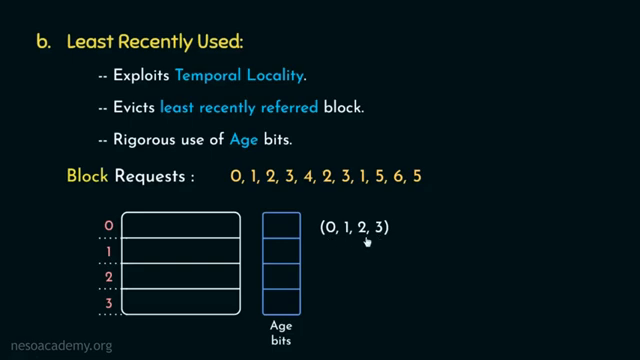 b. Least Recently Used:
-- Exploits Temporal Locality.
-- Evicts least recently referred block.
-- Rigorous use of Age bits.
Block Requests : 0, 1, 2, 3, 4, 2, 3, 1, 5, 6, 5
0
(0, 1, 2, 3)
1
2
3
Age
bits
nesoacademy.org